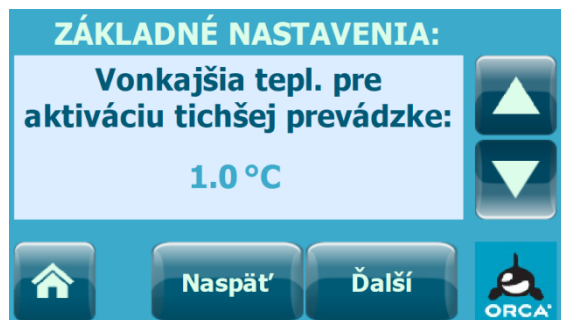 ZÁKLADNÉ NASTAVENIA:
Vonkajšia tepl. pre
aktiváciu tichšej prevádzke:
1.0 °C
Naspäť
Ďalší
ORCA